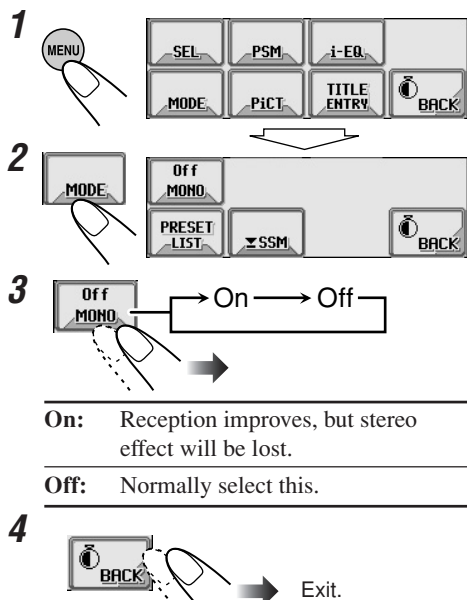 1
MENU
SEL PSM i-EQ
MODE PiCT TITLE ENTRY BACK
2
MODE
Off MONO
PRESET LIST SSM BACK
3
Off MONO On Off
On: Reception improves, but stereo
effect will be lost.
Off: Normally select this.
4
BACK Exit.